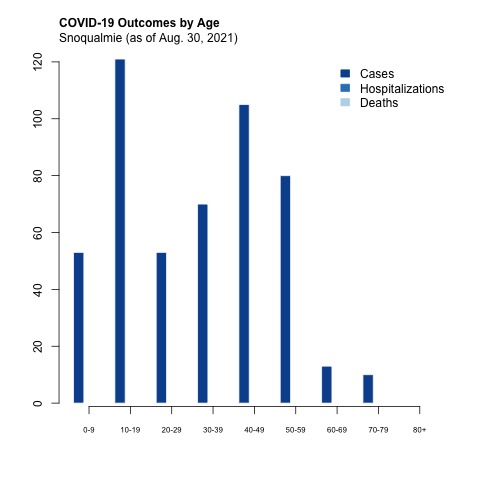 COVID-19 Outcomes by Age
Snoqualmie (as of Aug. 30, 2021)
Cases
Hospitalizations
Deaths
120
100
80
60
40
20
0
0-9 10-19 20-29 30-39 40-49 50-59 60-69 70-79 80+